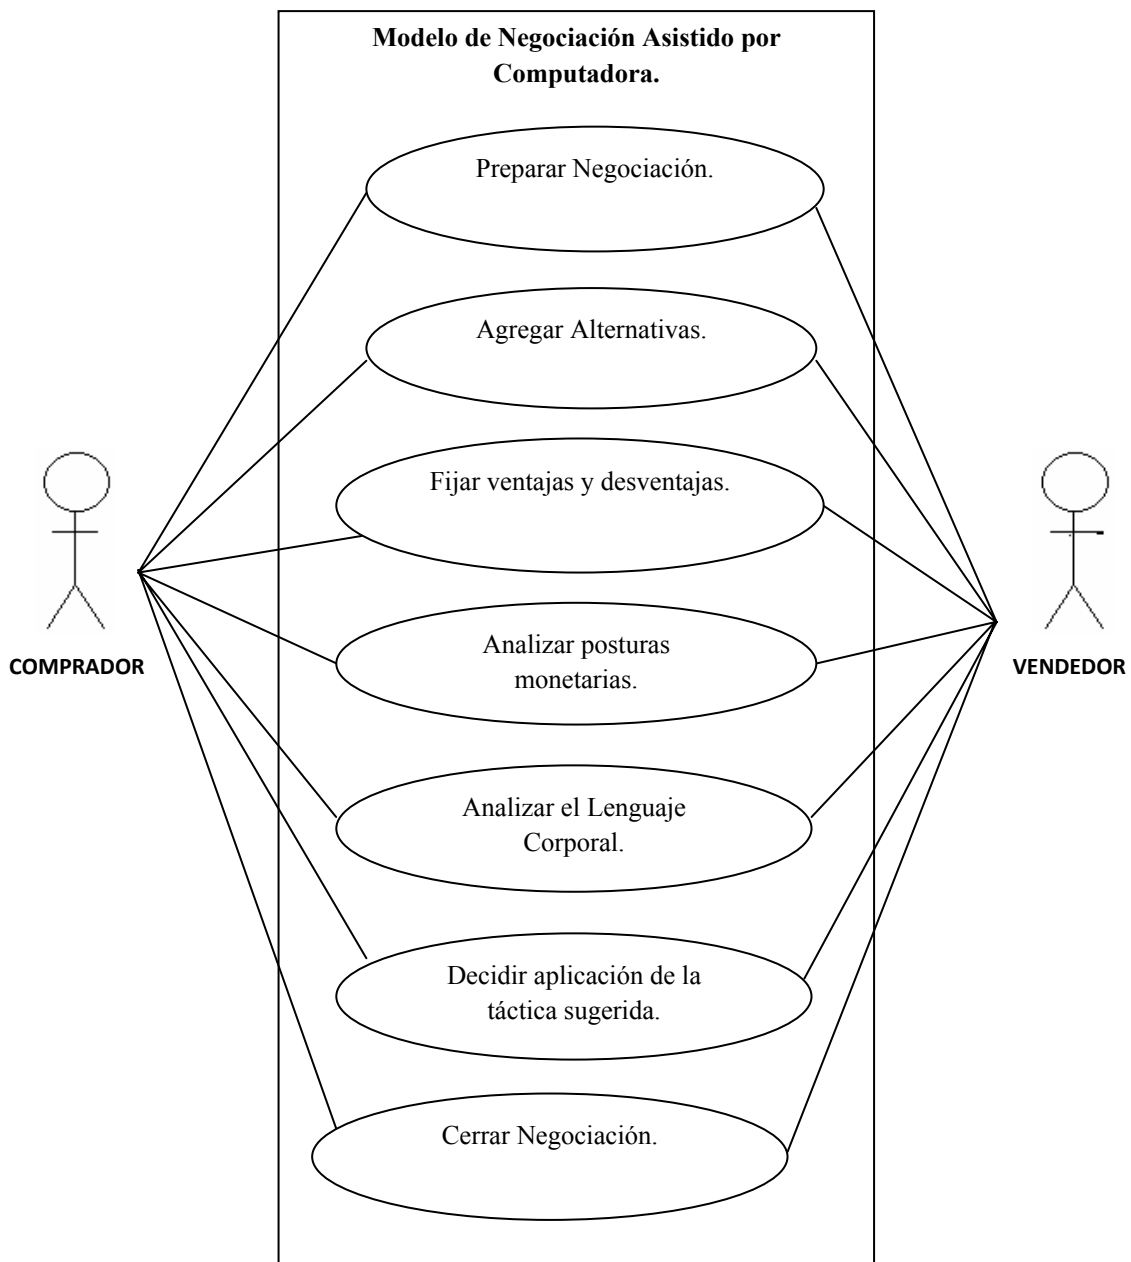 Modelo de Negociación Asistido por
Computadora.
Preparar Negociación.
Agregar Alternativas.
Fijar ventajas y desventajas.
Analizar posturas
monetarias.
COMPRADOR
VENDEDOR
Analizar el Lenguaje
Corporal.
Decidir aplicación de la
táctica sugerida.
Cerrar Negociación.